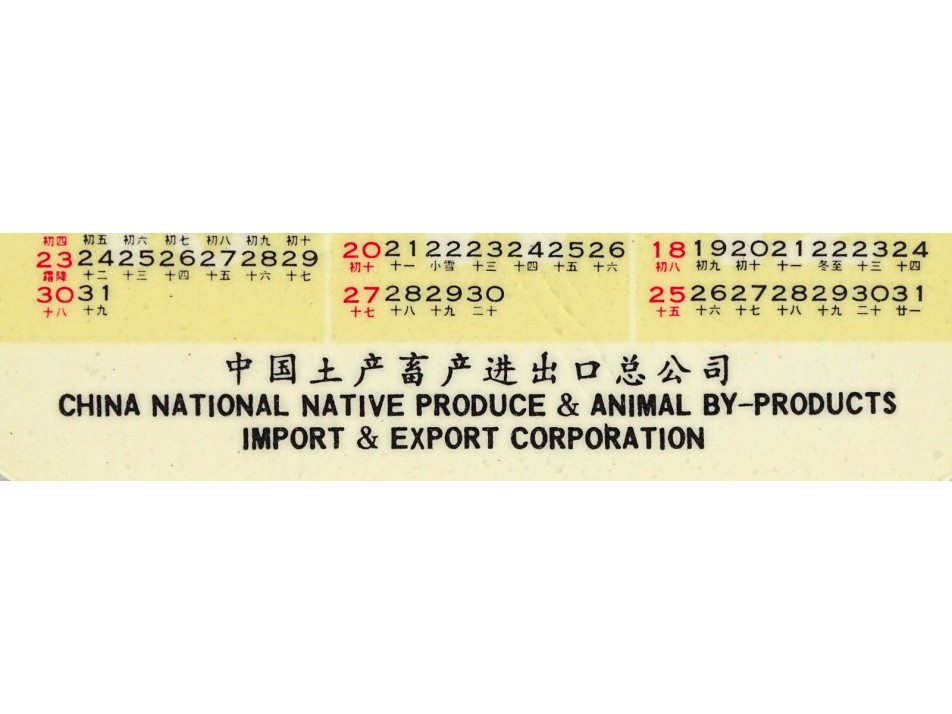 初四 初五 初六 初七 初八 初九 初十
23 24 25 26 27 28 29
霜降 十二 十三 十四 十五 十六 十七
30 31
十八 十九
20 21 22 23 24 25 26
初十 十一 小雪 十三 十四 十五 十六
27 28 29 30
十七 十八 十九 二十
18 19 20 21 22 23 24
初八 初九 初十 十一 冬至 十三 十四
25 26 27 28 29 30 31
十五 十六 十七 十八 十九 二十 廿一
中国土产畜产进出口总公司
CHINA NATIONAL NATIVE PRODUCE & ANIMAL BY-PRODUCTS
IMPORT & EXPORT CORPORATION